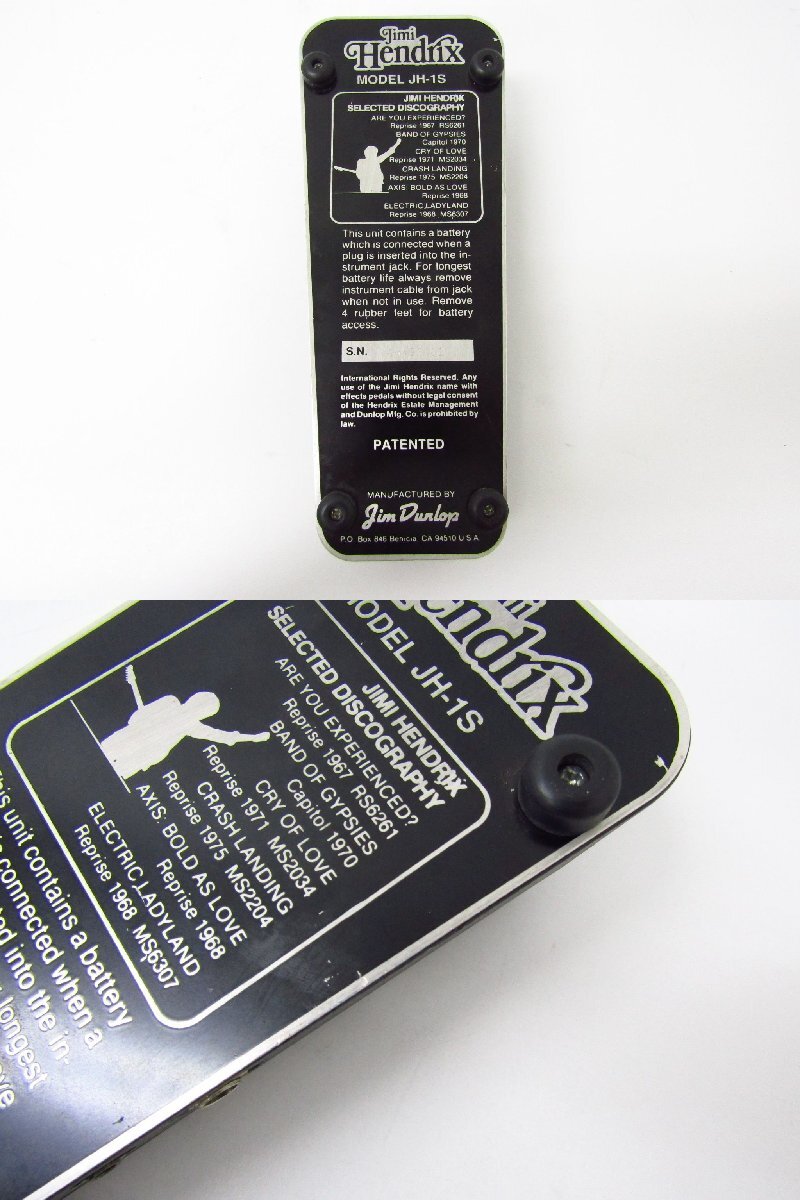 Jimi
Hendrix
MODEL JH-1S
JIMI HENDRIX
SELECTED DISCOGRAPHY
ARE YOU EXPERIENCED?
Reprise 1967 RS6261
BAND OF GYPSIES
Capitol 1970
CRY OF LOVE
Reprise 1971 MS2034
CRASH LANDING
Reprise 1975 MS2204
AXIS: BOLD AS LOVE
Reprise 1968
ELECTRIC LADYLAND
Reprise 1968 MS6307
This unit contains a battery
which is connected when a
plug is inserted into the in-
strument jack. For longest
battery life always remove
instrument cable from jack
when not in use. Remove
4 rubber feet for battery
access.
S.N.
International Rights Reserved. Any
use of the Jimi Hendrix name with
effects pedals without legal consent
of the Hendrix Estate Management
and Dunlop Mfg. Co. is prohibited by
law.
PATENTED
MANUFACTURED BY
Jim Dunlop
P.O. Box 846 Benicia, CA 94510 U.S.A.
Hendrix
MODEL JH-1S
JIMI HENDRIX
SELECTED DISCOGRAPHY
ARE YOU EXPERIENCED?
Reprise 1967 RS6261
BAND OF GYPSIES
Capitol 1970
CRY OF LOVE
Reprise 1971 MS2034
CRASH LANDING
Reprise 1975 MS2204
AXIS: BOLD AS LOVE
Reprise 1968
ELECTRIC LADYLAND
Reprise 1968 MS6307
This unit contains a battery
is connected when a
ted into the in-
longest
ove